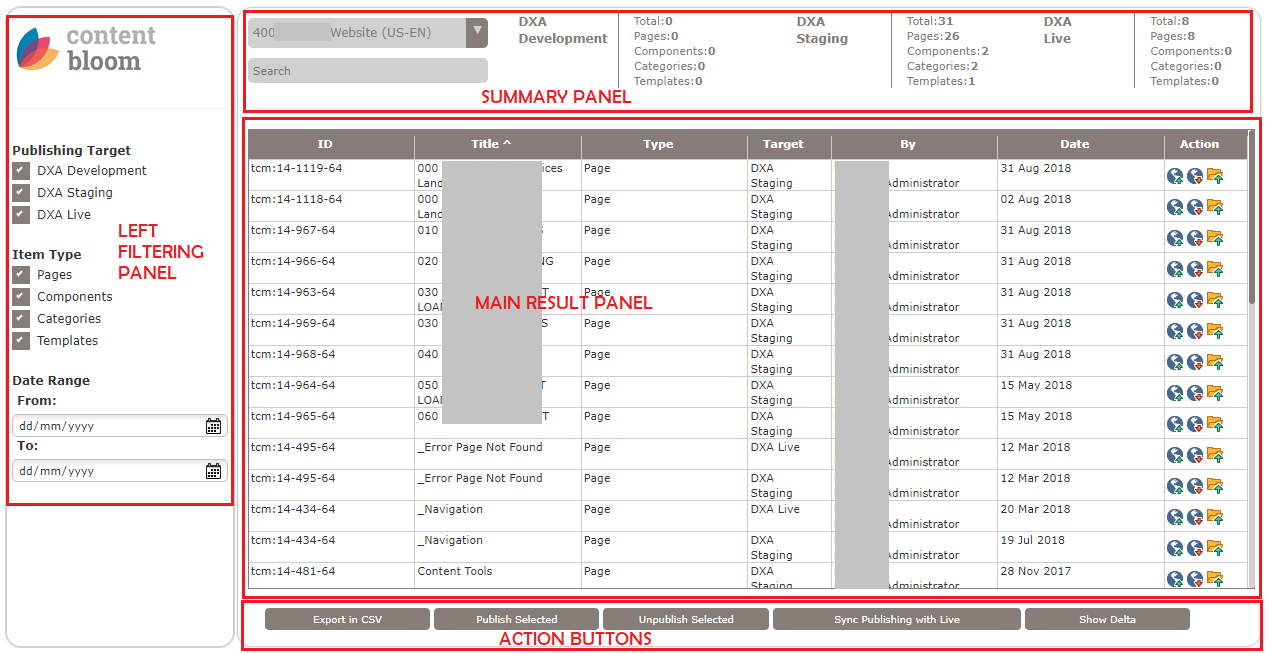 content
bloom
Publishing Target
DXA Development
DXA Staging
DXA Live
Item Type
Pages
Components
Categories
Templates
Date Range
From:
dd/mm/yyyy
To:
dd/mm/yyyy
LEFT
FILTERING
PANEL
400 Website (US-EN)
Search
DXA
Development
Total:0
Pages:0
Components:0
Categories:0
Templates:0
DXA
Staging
Total:31
Pages:26
Components:2
Categories:2
Templates:1
DXA
Live
Total:8
Pages:8
Components:0
Categories:0
Templates:0
SUMMARY PANEL
ID Title ^ Type Target By Date Action
tcm:14-1119-64 000 ices Page DXA 31 Aug 2018
Land Staging Administrator
tcm:14-1118-64 000 Page DXA 02 Aug 2018
Land Staging Administrator
tcm:14-967-64 010 Page DXA 31 Aug 2018
Staging Administrator
tcm:14-966-64 020 NG Page DXA 31 Aug 2018
Staging Administrator
tcm:14-963-64 030 T Page DXA 31 Aug 2018
LOA Staging Administrator
tcm:14-969-64 030 S Page DXA 31 Aug 2018
Staging Administrator
tcm:14-968-64 040 Page DXA 31 Aug 2018
Staging Administrator
tcm:14-964-64 050 T Page DXA 15 May 2018
LOA Staging Administrator
tcm:14-965-64 060 T Page DXA 15 May 2018
Staging Administrator
tcm:14-495-64 _Error Page Not Found Page DXA Live 12 Mar 2018
Administrator
tcm:14-495-64 _Error Page Not Found Page DXA 12 Mar 2018
Staging Administrator
tcm:14-434-64 _Navigation Page DXA Live 20 Mar 2018
Administrator
tcm:14-434-64 _Navigation Page DXA 19 Jul 2018
Staging Administrator
tcm:14-481-64 Content Tools Page DXA 28 Nov 2017
Staging Administrator
MAIN RESULT PANEL
Export in CSV
Publish Selected
Unpublish Selected
Sync Publishing with Live
Show Delta
ACTION BUTTONS